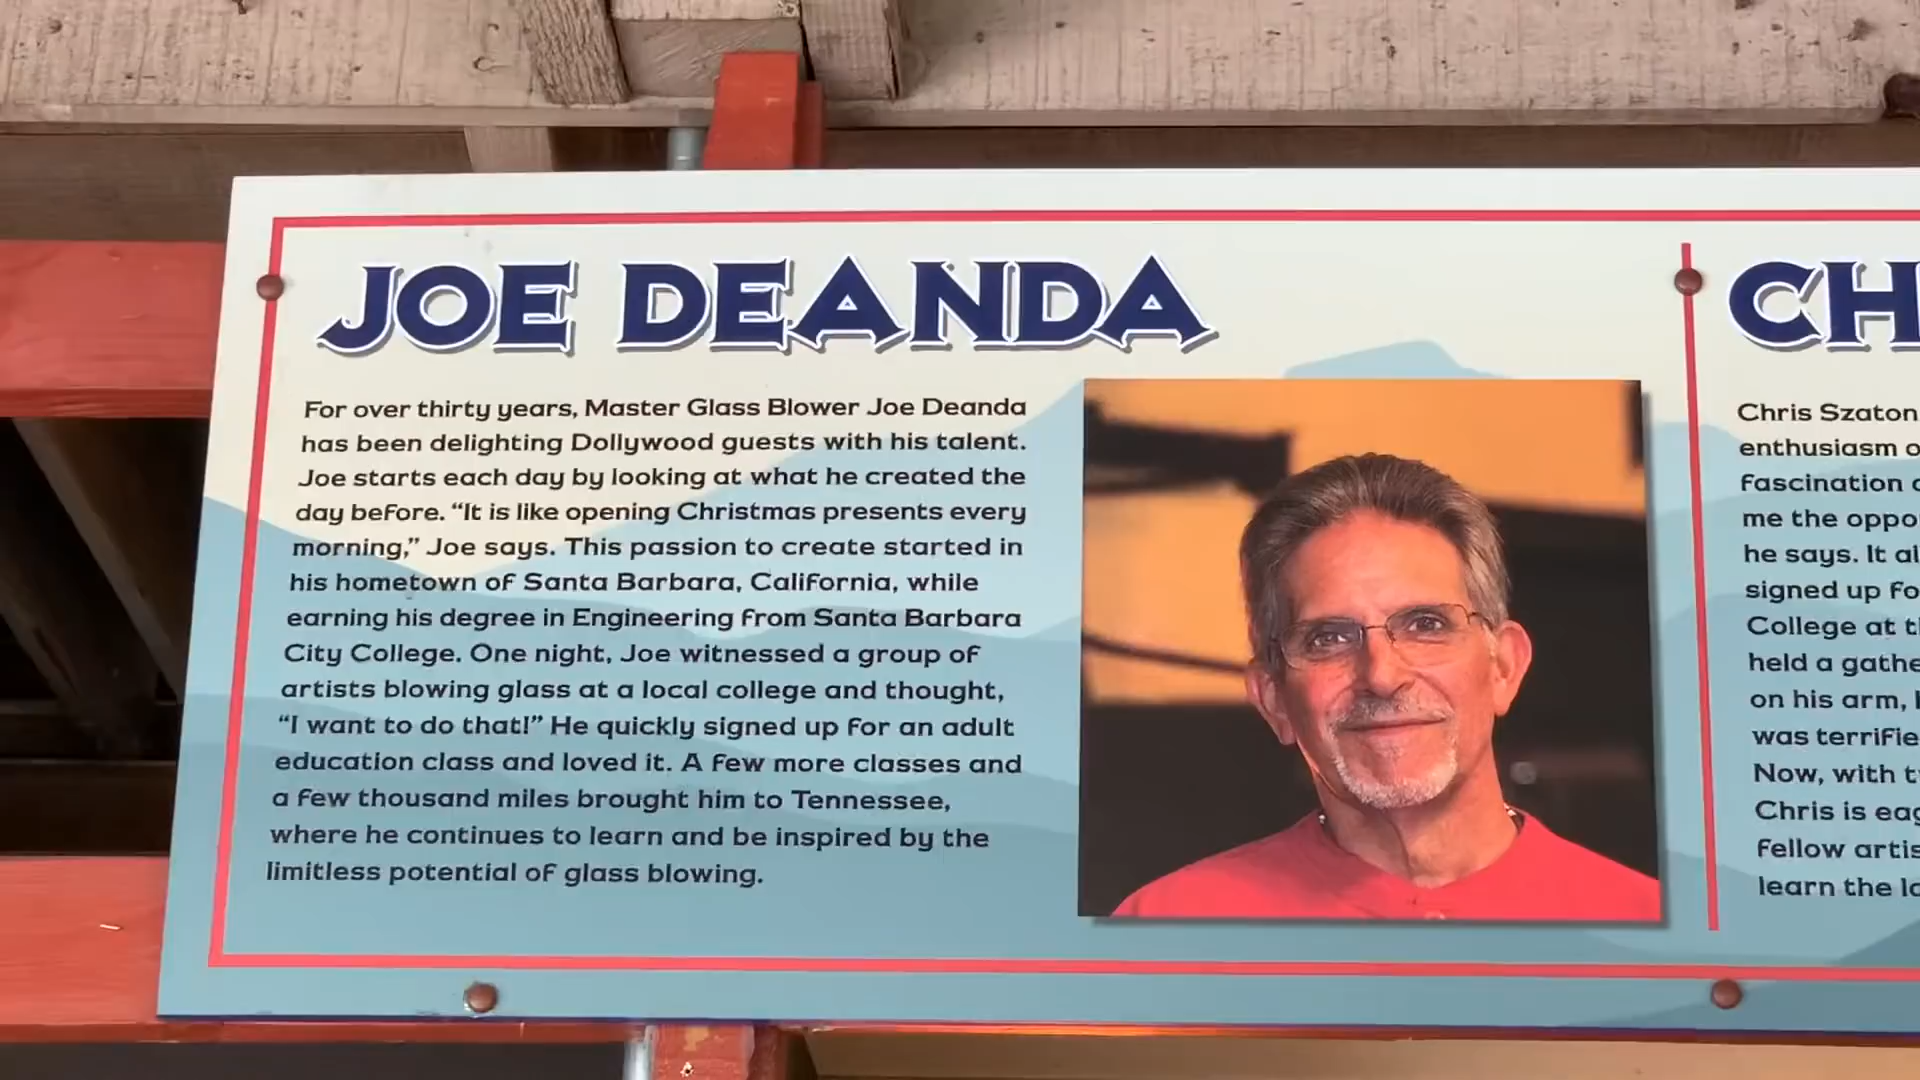 JOE DEANDA
For over thirty years, Master Glass Blower Joe Deanda
has been delighting Dollywood guests with his talent.
Joe starts each day by looking at what he created the
day before. “It is like opening Christmas presents every
morning,” Joe says. This passion to create started in
his hometown of Santa Barbara, California, while
earning his degree in Engineering from Santa Barbara
City College. One night, Joe witnessed a group of
artists blowing glass at a local college and thought,
“I want to do that!” He quickly signed up for an adult
education class and loved it. A few more classes and
a few thousand miles brought him to Tennessee,
where he continues to learn and be inspired by the
limitless potential of glass blowing.
CH
Chris Szaton
enthusiasm
fascination
me the
he says. It
signed up
College at
held a
on his arm,
was
Now, with
Chris is
fellow
learn the